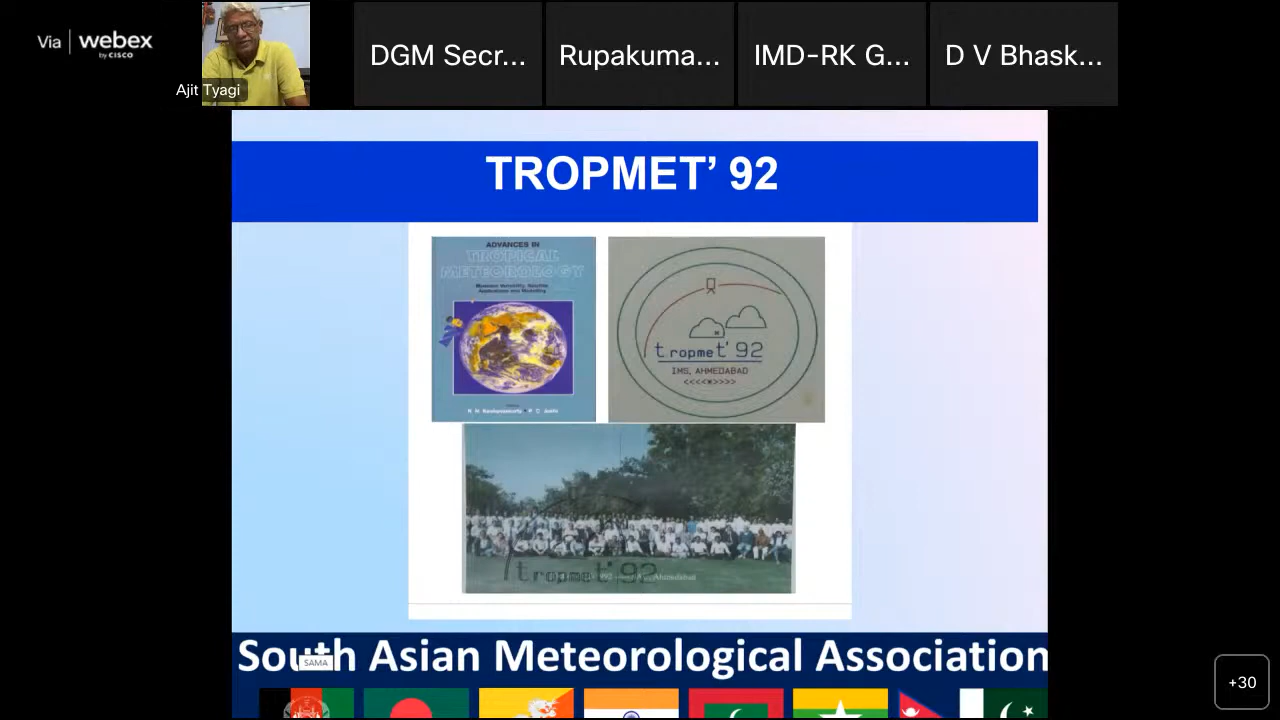 Via | webex
by CISCO
Ajit Tyagi
DGM Secr...
Rupakuma...
IMD-RK G...
D V Bhask...
TROPMET’ 92
ADVANCES IN
TROPICAL
METEOROLOGY
tropmet' 92
IMS, AHMEDABAD
<<<<*>>>>
tropmet' 92
Ahmedabad
South Asian Meteorological Association
SAMA
+30